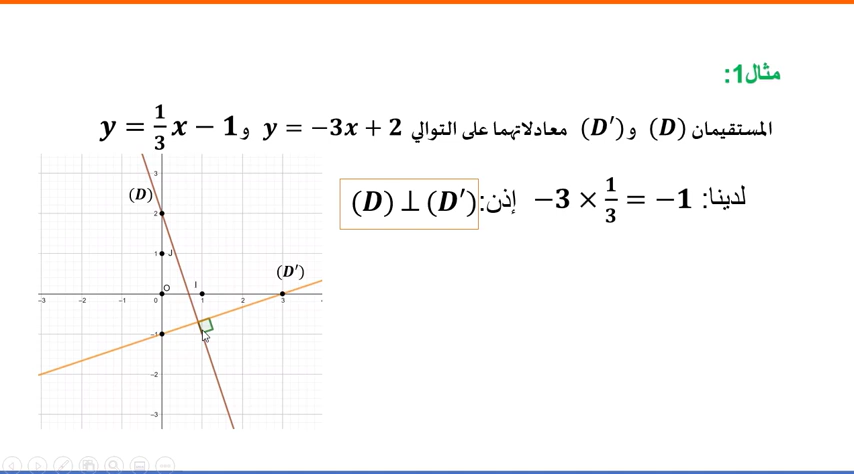 مثال1:
المستقيمان (D) و (D′) معادلاتهما على التوالي y = −3x + 2 و y = 1/3 x − 1
لدينا: −3 × 1/3 = −1 إذن: (D) ⊥ (D′)
3
(D)
2
1 J
(D′)
O I
−3 −2 −1 0 1 2 3
−1
−2
−3